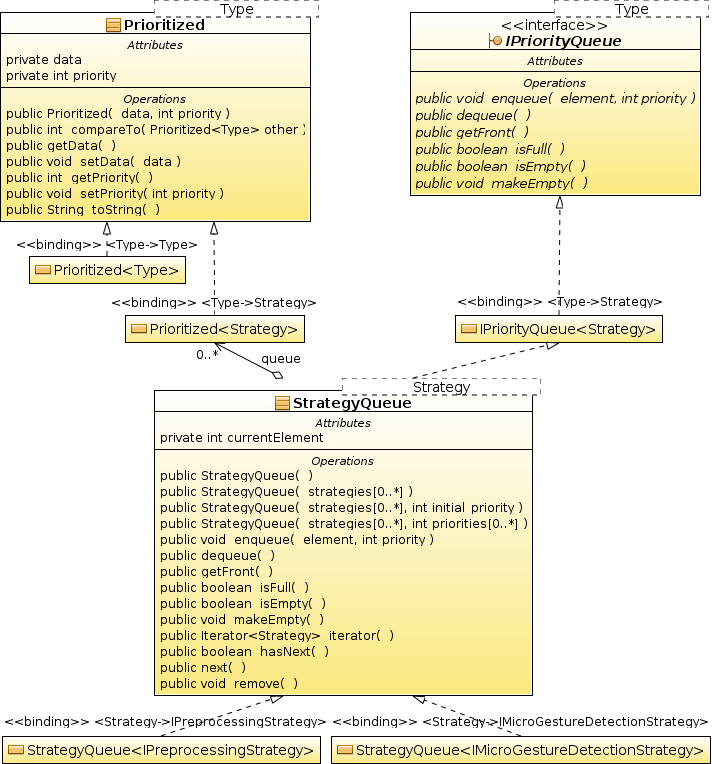 Type
Prioritized
Attributes
private data
private int priority
Operations
public Prioritized(  data, int priority )
public int  compareTo( Prioritized<Type> other )
public getData(  )
public void  setData(  data )
public int  getPriority(  )
public void  setPriority( int priority )
public String  toString(  )
<<binding>> <Type->Type>
Prioritized<Type>
<<binding>> <Type->Strategy>
Prioritized<Strategy>
Type
<<interface>>
IPriorityQueue
Attributes
Operations
public void  enqueue(  element, int priority )
public dequeue(  )
public getFront(  )
public boolean  isFull(  )
public boolean  isEmpty(  )
public void  makeEmpty(  )
<<binding>> <Type->Strategy>
IPriorityQueue<Strategy>
0..*
queue
Strategy
StrategyQueue
Attributes
private int currentElement
Operations
public StrategyQueue(  )
public StrategyQueue(  strategies[0..*] )
public StrategyQueue(  strategies[0..*], int initial_priority )
public StrategyQueue(  strategies[0..*], int priorities[0..*] )
public void  enqueue(  element, int priority )
public dequeue(  )
public getFront(  )
public boolean  isFull(  )
public boolean  isEmpty(  )
public void  makeEmpty(  )
public Iterator<Strategy>  iterator(  )
public boolean  hasNext(  )
public next(  )
public void  remove(  )
<<binding>> <Strategy->IPreprocessingStrategy>
StrategyQueue<IPreprocessingStrategy>
<<binding>> <Strategy->IMicroGestureDetectionStrategy>
StrategyQueue<IMicroGestureDetectionStrategy>